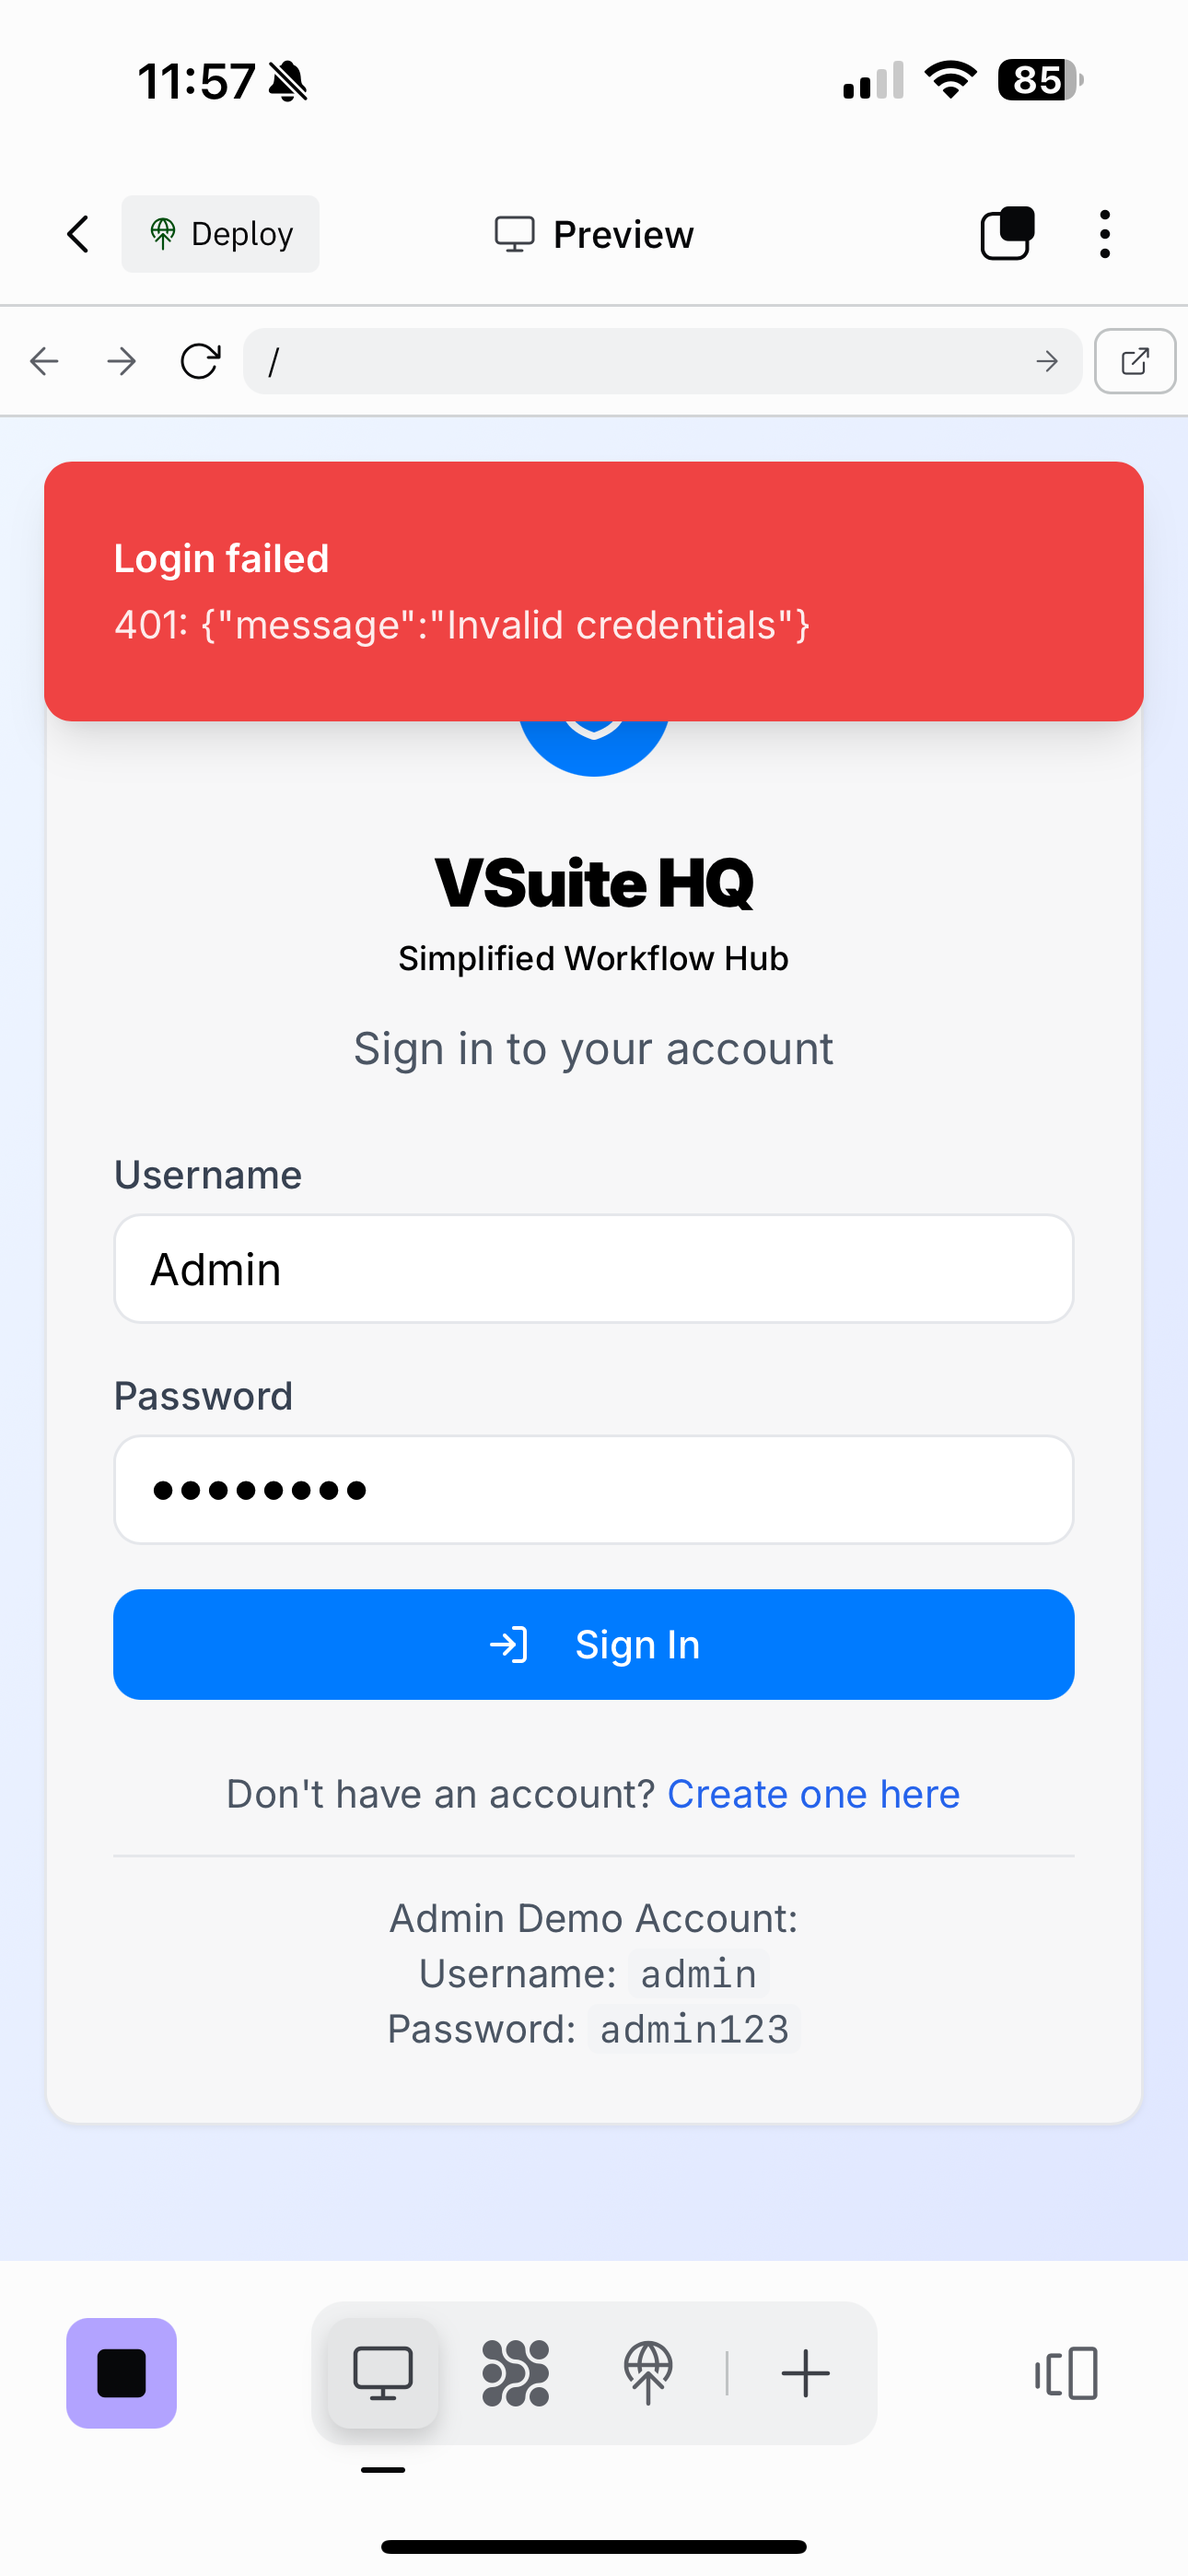 11:57
85
Deploy
Preview
/
Login failed
401: {"message":"Invalid credentials"}
VSuite HQ
Simplified Workflow Hub
Sign in to your account
Username
Admin
Password
••••••••
Sign In
Don't have an account? Create one here
Admin Demo Account:
Username: admin
Password: admin123